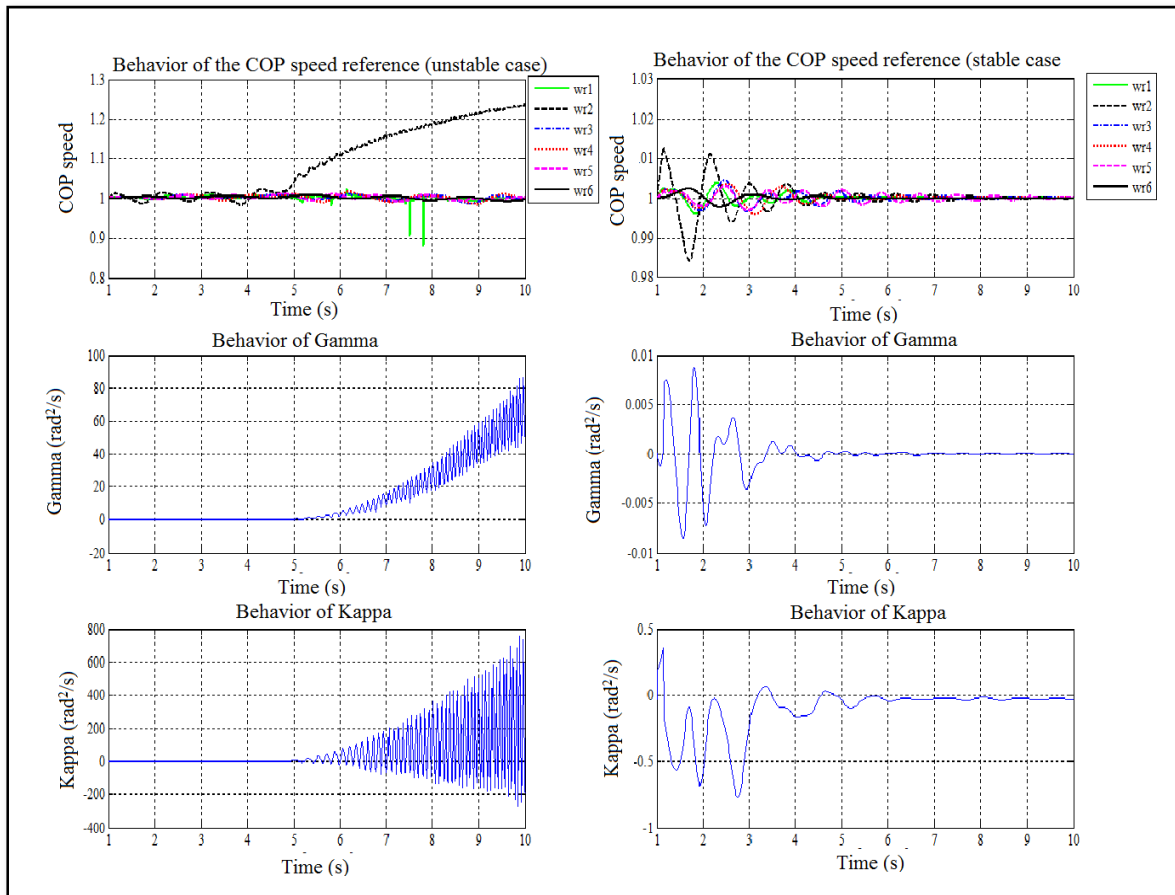 Behavior of the COP speed reference (unstable case)
1.3
1.2
1.1
1
0.9
0.8
COP speed
1 2 3 4 5 6 7 8 9 10
Time (s)
wr1
wr2
wr3
wr4
wr5
wr6
Behavior of the COP speed reference (stable case
1.03
1.02
1.01
1
0.99
0.98
COP speed
1 2 3 4 5 6 7 8 9 10
Time (s)
wr1
wr2
wr3
wr4
wr5
wr6
Behavior of Gamma
100
80
60
40
20
0
-20
Gamma (rad²/s)
1 2 3 4 5 6 7 8 9 10
Time (s)
Behavior of Gamma
0.01
0.005
0
-0.005
-0.01
Gamma (rad²/s)
1 2 3 4 5 6 7 8 9 10
Time (s)
Behavior of Kappa
800
600
400
200
0
-200
-400
Kappa (rad²/s)
1 2 3 4 5 6 7 8 9 10
Time (s)
Behavior of Kappa
0.5
0
-0.5
-1
Kappa (rad²/s)
1 2 3 4 5 6 7 8 9 10
Time (s)